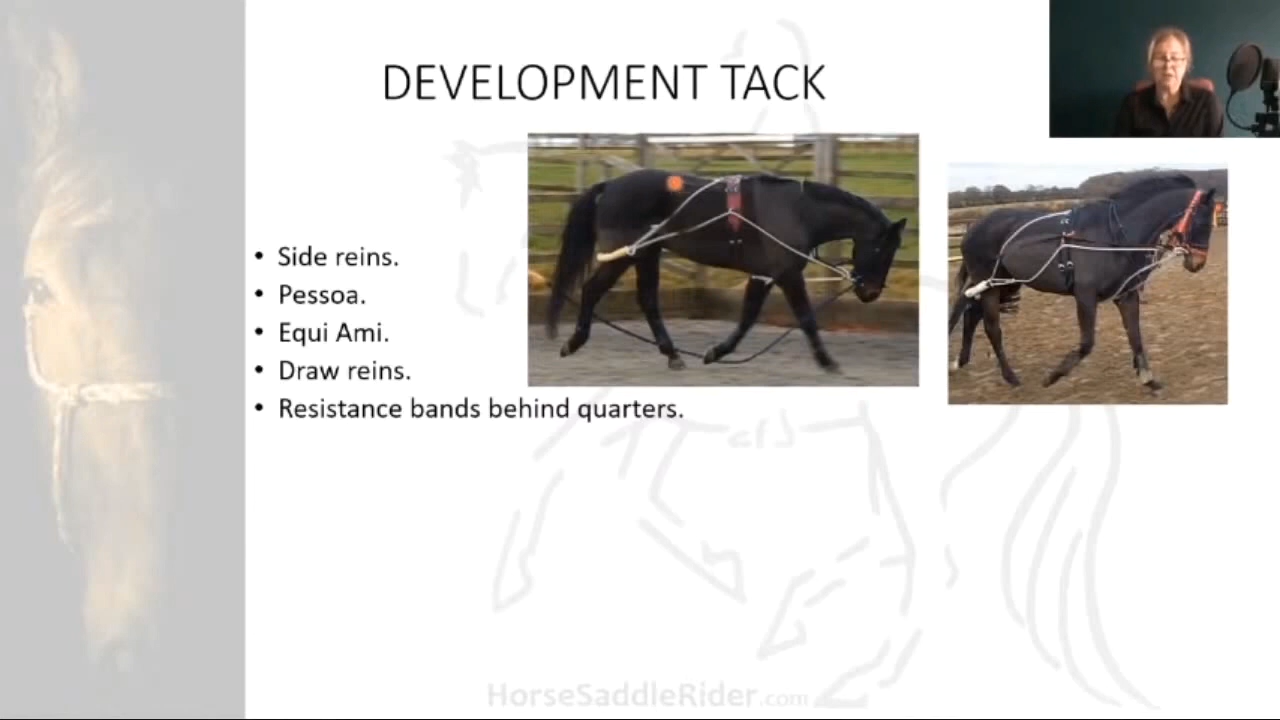 DEVELOPMENT TACK
• Side reins.
• Pessoa.
• Equi Ami.
• Draw reins.
• Resistance bands behind quarters.
HorseSaddleRider.com